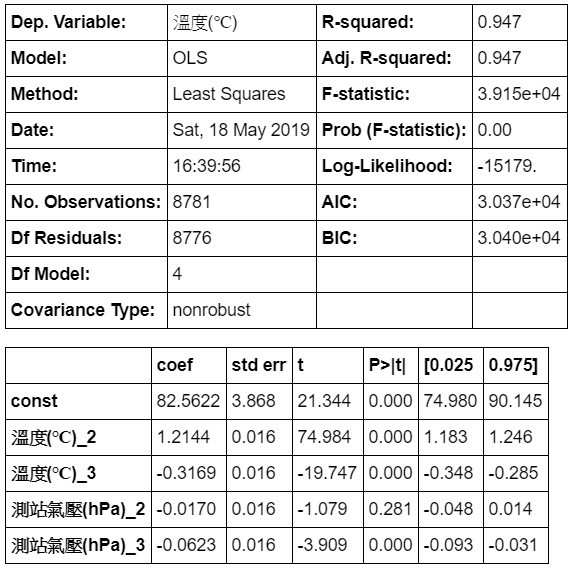 Dep. Variable: 溫度(℃) R-squared: 0.947
Model: OLS Adj. R-squared: 0.947
Method: Least Squares F-statistic: 3.915e+04
Date: Sat, 18 May 2019 Prob (F-statistic): 0.00
Time: 16:39:56 Log-Likelihood: -15179.
No. Observations: 8781 AIC: 3.037e+04
Df Residuals: 8776 BIC: 3.040e+04
Df Model: 4
Covariance Type: nonrobust
coef std err t P>|t| [0.025 0.975]
const 82.5622 3.868 21.344 0.000 74.980 90.145
溫度(℃)_2 1.2144 0.016 74.984 0.000 1.183 1.246
溫度(℃)_3 -0.3169 0.016 -19.747 0.000 -0.348 -0.285
測站氣壓(hPa)_2 -0.0170 0.016 -1.079 0.281 -0.048 0.014
測站氣壓(hPa)_3 -0.0623 0.016 -3.909 0.000 -0.093 -0.031